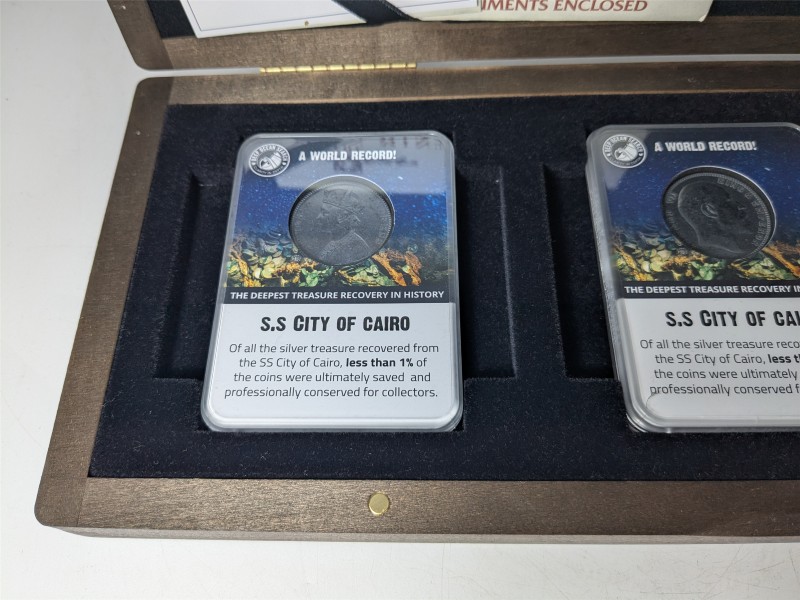 IMENTS ENCLOSED
A WORLD RECORD!
THE DEEPEST TREASURE RECOVERY IN HISTORY
S.S CITY OF CAIRO
Of all the silver treasure recovered from
the SS City of Cairo, less than 1% of
the coins were ultimately saved and
professionally conserved for collectors.
A WORLD RECORD!
THE DEEPEST TREASURE RECOVERY IN
S.S CITY OF CAI
Of all the silver treasure reco
the SS City of Cairo, less t
the coins were ultimately
professionally conserved f